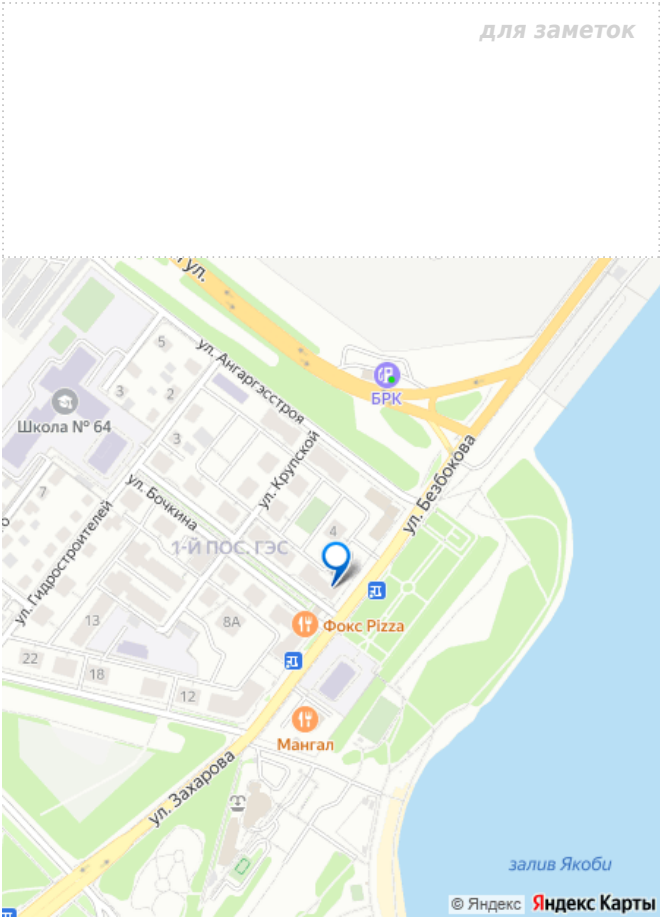 для заметок
ул.
5
ул. Ангаргэсстроя
БРК
3
2
Школа № 64
3
ул. Крупской
ул. Безбокова
7
ул. Бочкина
4
1-Й ПОС. ГЭС
ул. Гидростроителей
13
8А
Фокс Pizza
22
18
12
Мангал
ул. Захарова
залив Якоби
© Яндекс Яндекс Карты